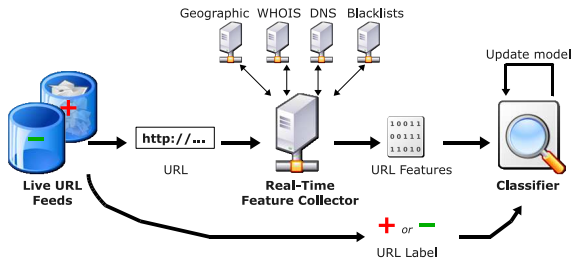 Geographic WHOIS DNS Blacklists
Update model
+
−
http://...
10011
00111
11010
URL
URL Features
Live URL
Feeds
Real-Time
Feature Collector
Classifier
+ or −
URL Label